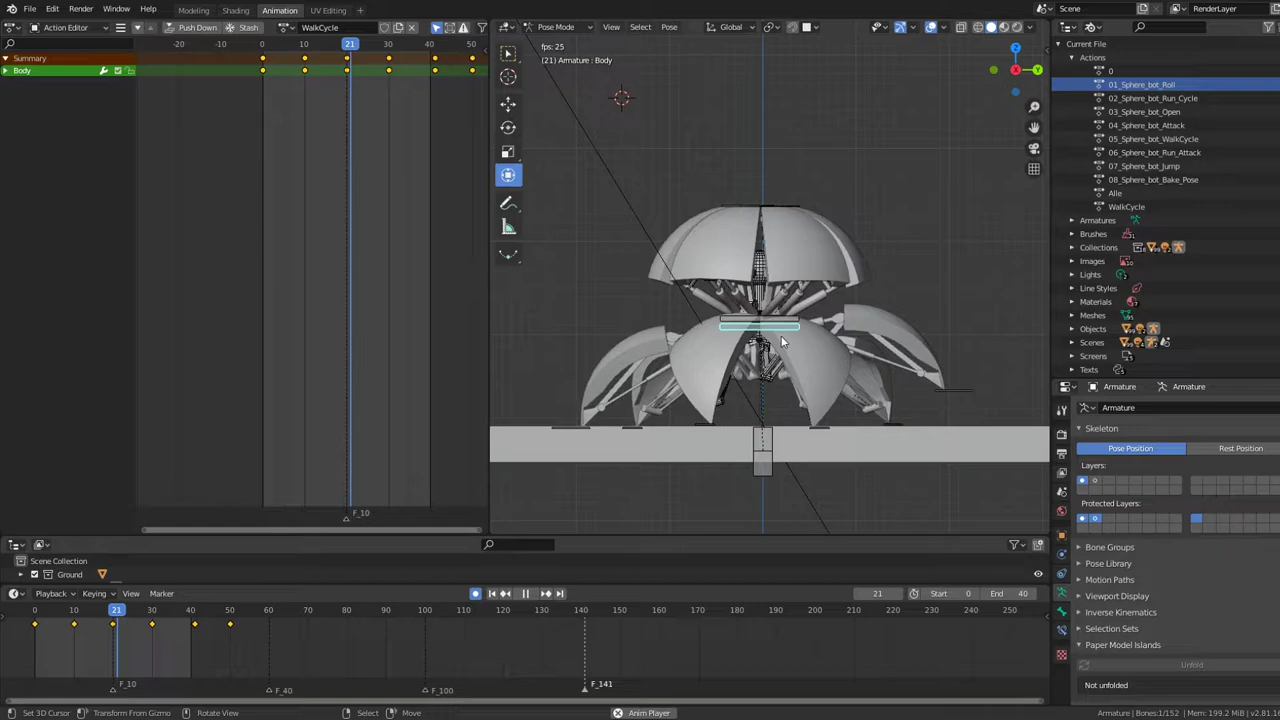 File Edit Render Window Help Modeling Shading Animation UV Editing Scene RenderLayer
Action Editor Push Down Stash WalkCycle Pose Mode View Select Pose Global
-20 0 10 21 30 40 50
Summary
Body
F_10
fps: 25
(21) Armature : Body
Current File
Actions
0
01_Sphere_bot_Roll
02_Sphere_bot_Run_Cycle
03_Sphere_bot_Open
04_Sphere_bot_Attack
05_Sphere_bot_WalkCycle
06_Sphere_bot_Run_Attack
07_Sphere_bot_Jump
08_Sphere_bot_Bake_Pose
Alle
WalkCycle
Armatures
Brushes
Collections
Images
Lights
Line Styles
Materials
Meshes
Objects
Scenes
Screens
Texts
Armature Armature
Armature
Skeleton
Pose Position Rest Position
Layers:
Protected Layers:
Bone Groups
Pose Library
Motion Paths
Viewport Display
Inverse Kinematics
Selection Sets
Paper Model Islands
Unfold
Not unfolded
Scene Collection
Ground
Playback Keying View Marker 21 Start 0 End 40
0 10 21 30 40 50 60 70 80 90 100 110 120 130 140 150 160 170 180 190 200 210 220 230 240 250
F_10 F_40 F_100 F_141
Set 3D Cursor Transform From Gizmo Rotate View Select Move Anim Player Armature | Bones:1/152 | Mem: 199.2 MiB | v2.81.16